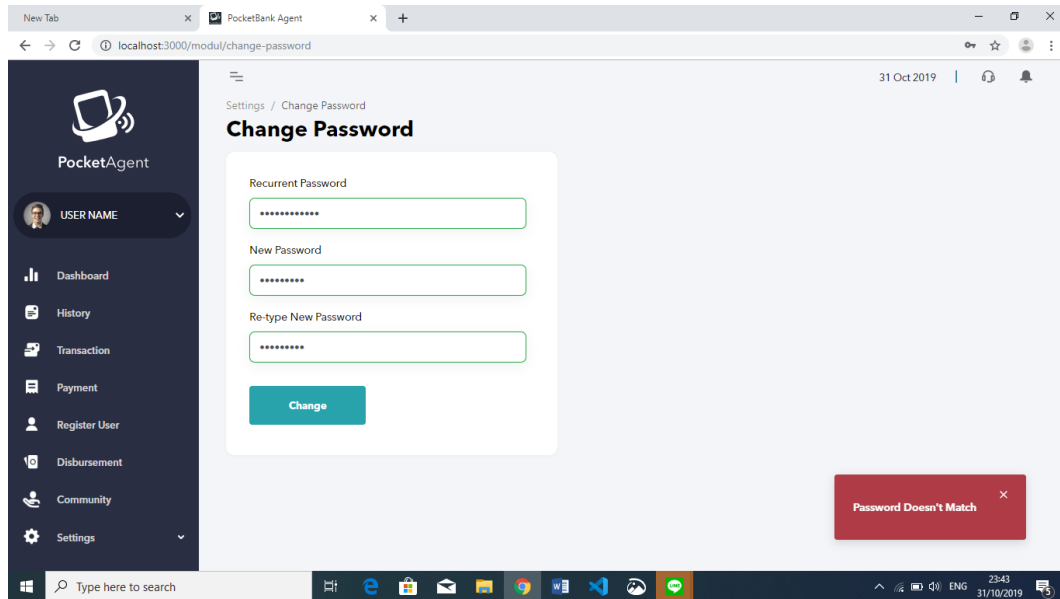 New Tab
PocketBank Agent
localhost:3000/modul/change-password
31 Oct 2019
PocketAgent
USER NAME
Dashboard
History
Transaction
Payment
Register User
Disbursement
Community
Settings
Settings / Change Password
Change Password
Recurrent Password
••••••••••••
New Password
•••••••••
Re-type New Password
•••••••••
Change
Password Doesn't Match
Type here to search
ENG
23:43
31/10/2019
5